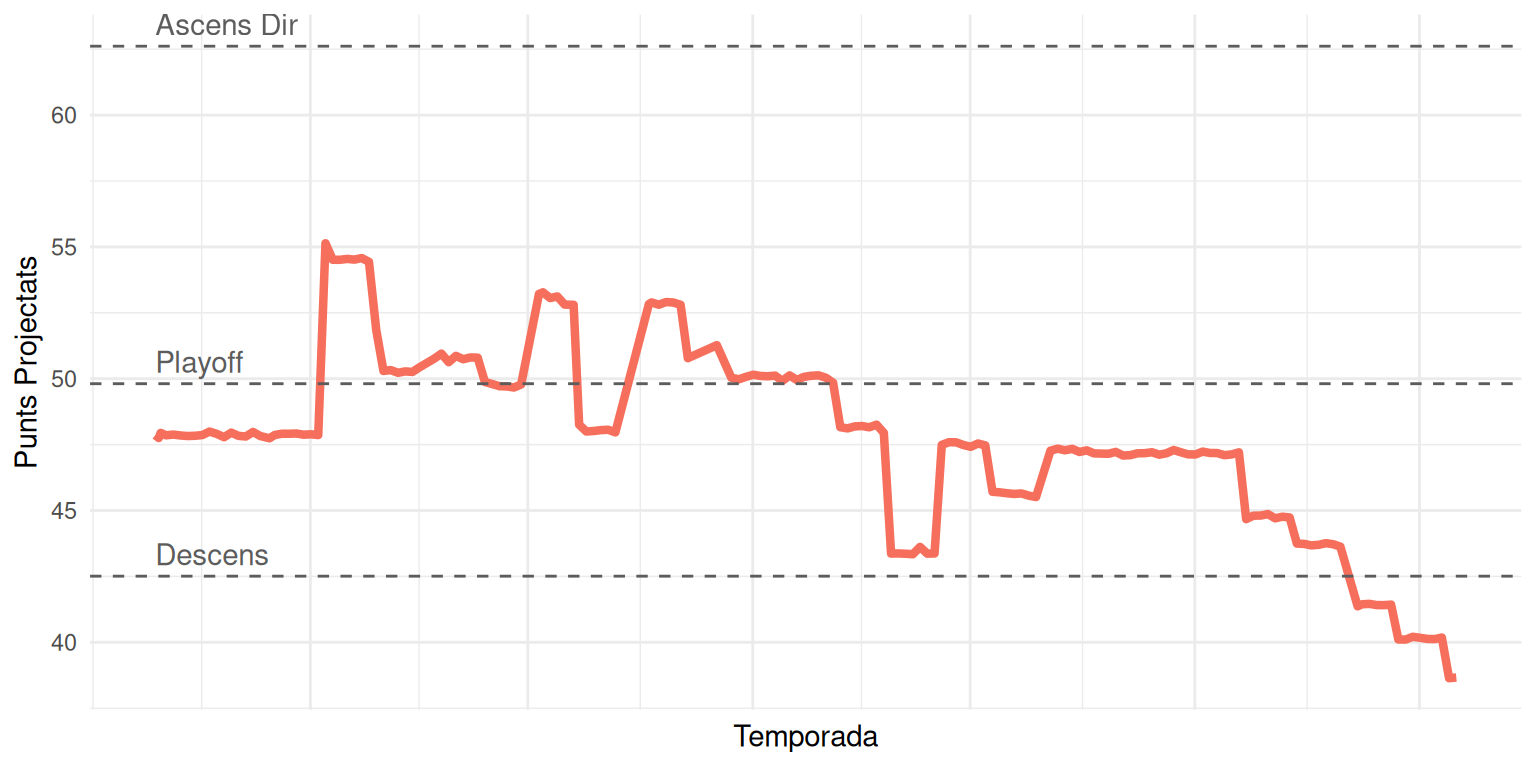 Ascens Dir
60
55
Playoff
50
45
Descens
40
Punts Projectats
Temporada